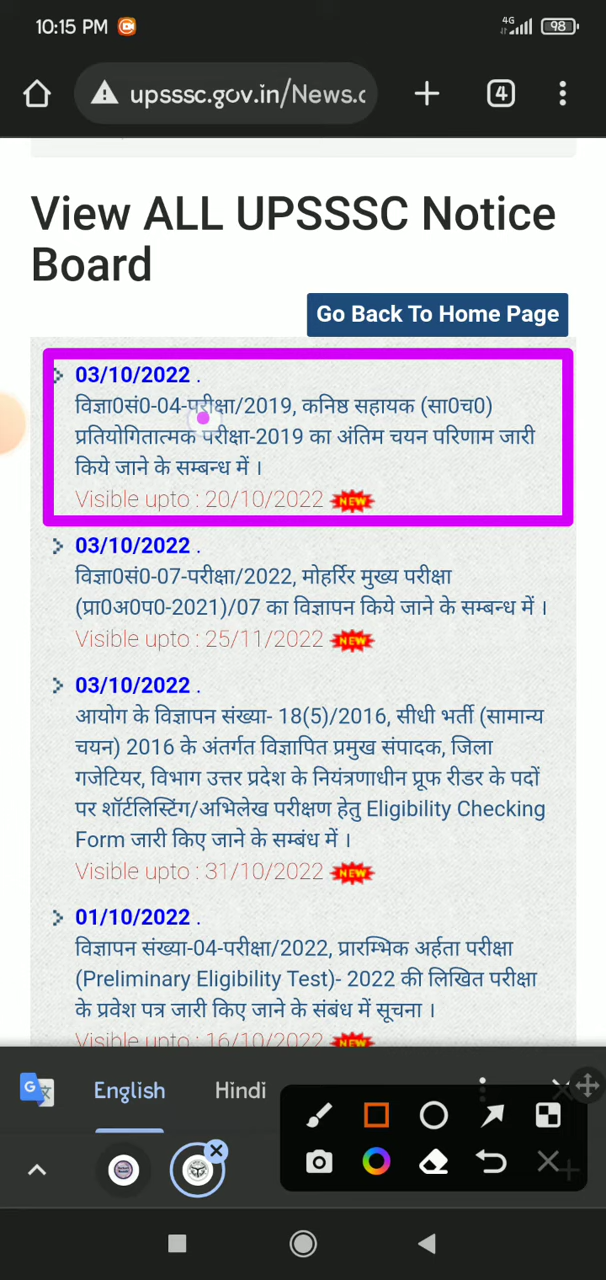 10:15 PM
4G
98
upsssc.gov.in/News.c
4
View ALL UPSSSC Notice
Board
Go Back To Home Page
03/10/2022 .
विज्ञा0सं0-04-परीक्षा/2019, कनिष्ठ सहायक (सा0च0)
प्रतियोगितात्मक परीक्षा-2019 का अंतिम चयन परिणाम जारी
किये जाने के सम्बन्ध में ।
Visible upto : 20/10/2022 NEW
03/10/2022 .
विज्ञा0सं0-07-परीक्षा/2022, मोहर्रिर मुख्य परीक्षा
(प्रा0अ0प0-2021)/07 का विज्ञापन किये जाने के सम्बन्ध में ।
Visible upto : 25/11/2022 NEW
03/10/2022 .
आयोग के विज्ञापन संख्या- 18(5)/2016, सीधी भर्ती (सामान्य
चयन) 2016 के अंतर्गत विज्ञापित प्रमुख संपादक, जिला
गजेटियर, विभाग उत्तर प्रदेश के नियंत्रणाधीन प्रूफ रीडर के पदों
पर शॉर्टलिस्टिंग/अभिलेख परीक्षण हेतु Eligibility Checking
Form जारी किए जाने के सम्बंध में ।
Visible upto : 31/10/2022 NEW
01/10/2022 .
विज्ञापन संख्या-04-परीक्षा/2022, प्रारम्भिक अर्हता परीक्षा
(Preliminary Eligibility Test)- 2022 की लिखित परीक्षा
के प्रवेश पत्र जारी किए जाने के संबंध में सूचना ।
Visible upto : 16/10/2022 NEW
English Hindi